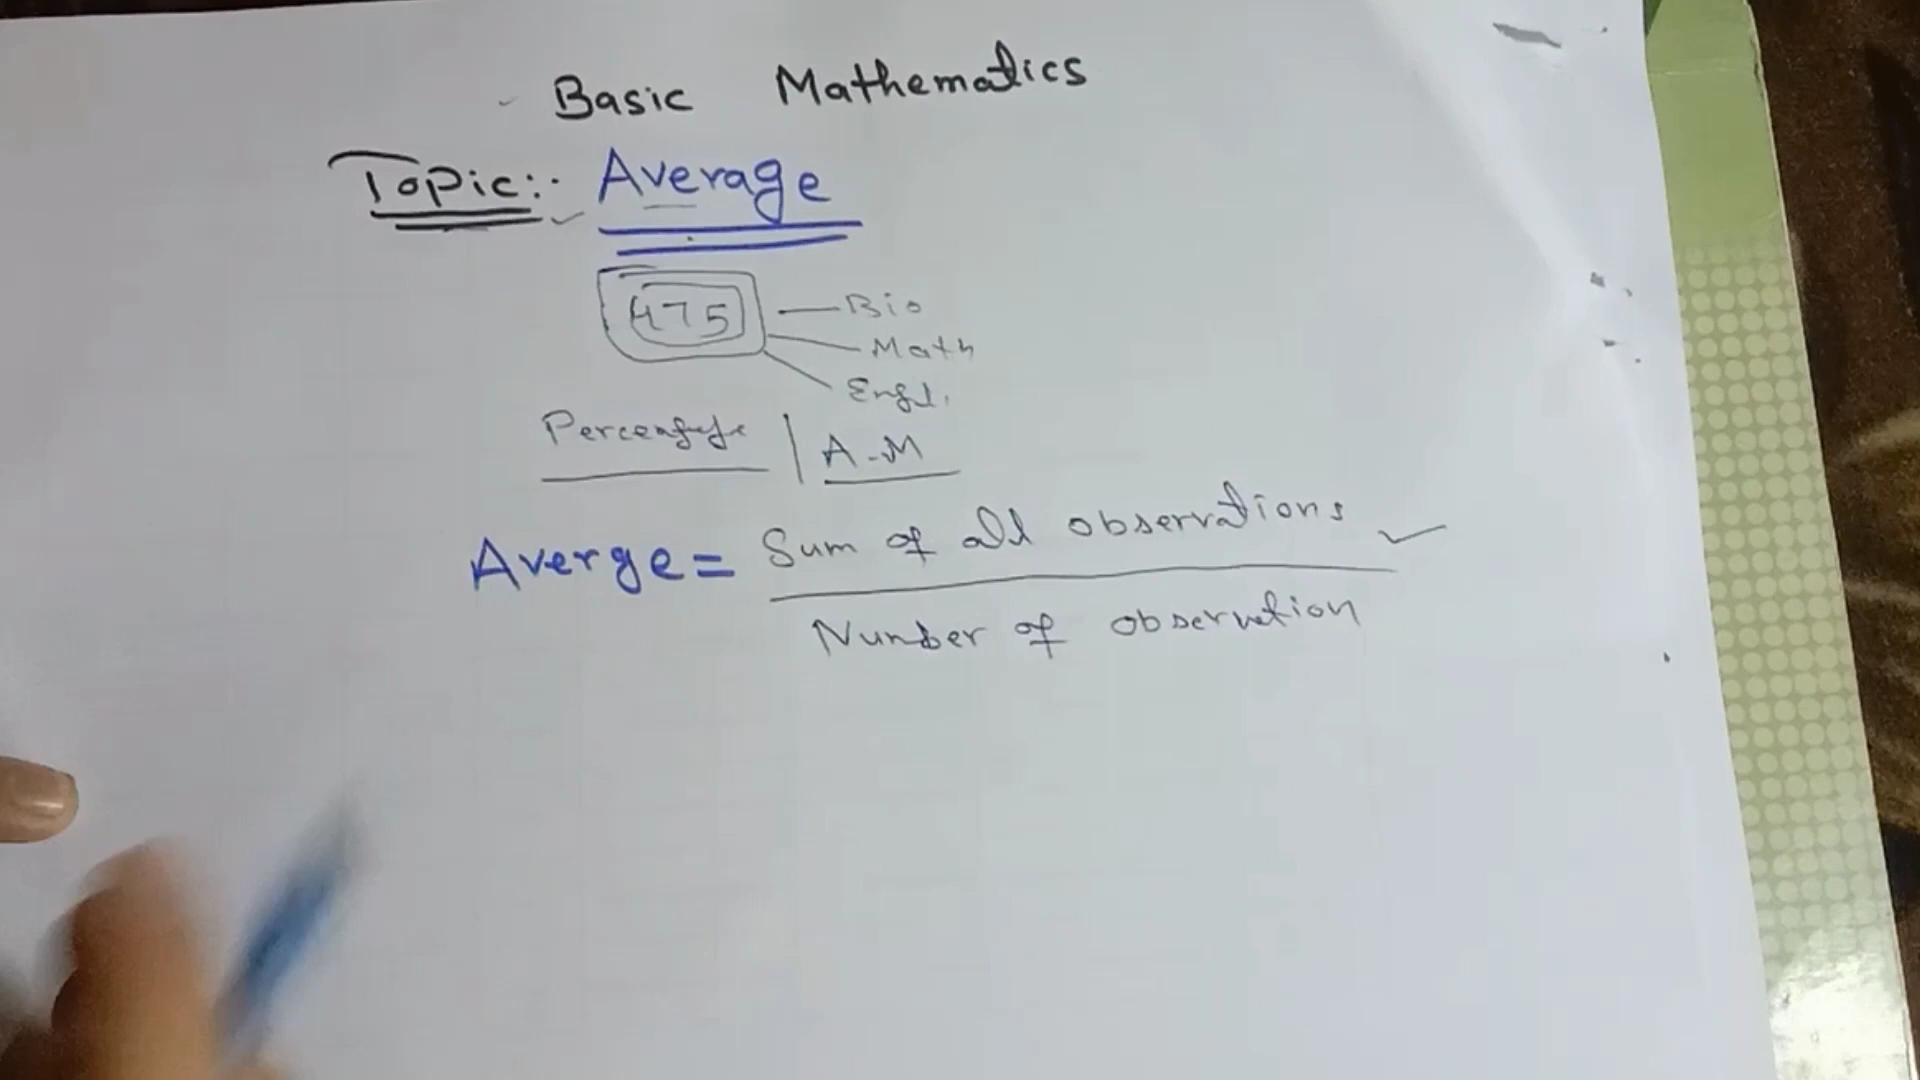 Basic Mathematics
Topic:- Average
475
Bio
Math
Engl.
Percentage | A.M
Averge = Sum of all observations
Number of observation